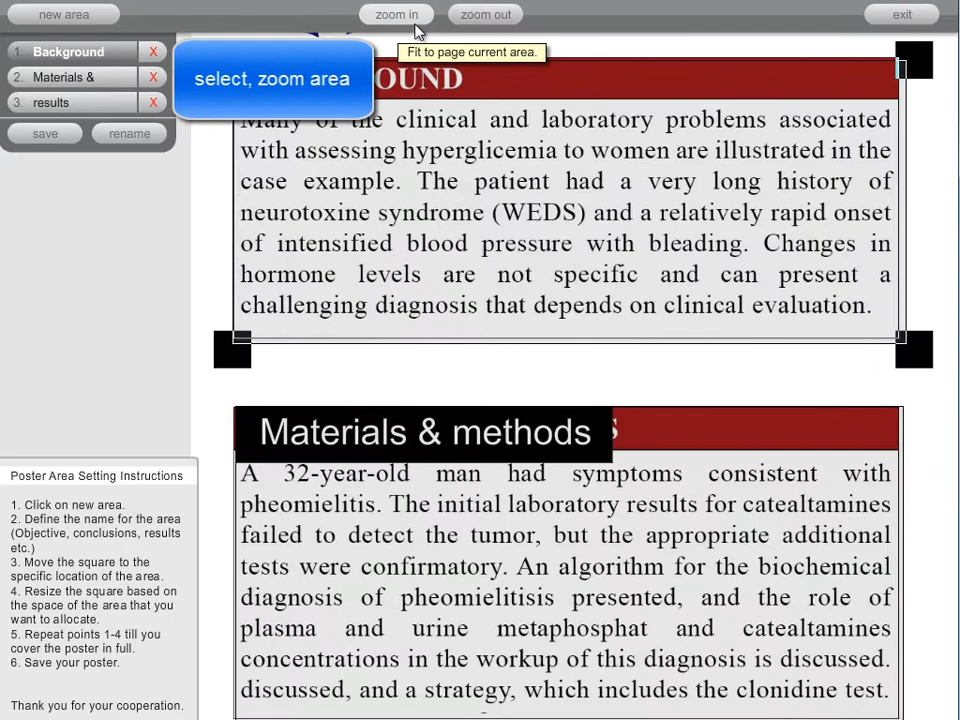 new area
zoom in
zoom out
exit
Fit to page current area.
1. Background X
2. Materials & X
3. results X
save
rename
select, zoom area
OUND
Many of the clinical and laboratory problems associated
with assessing hyperglicemia to women are illustrated in the
case example. The patient had a very long history of
neurotoxine syndrome (WEDS) and a relatively rapid onset
of intensified blood pressure with bleading. Changes in
hormone levels are not specific and can present a
challenging diagnosis that depends on clinical evaluation.
Materials & methods
S
A 32-year-old man had symptoms consistent with
pheomielitis. The initial laboratory results for catealtamines
failed to detect the tumor, but the appropriate additional
tests were confirmatory. An algorithm for the biochemical
diagnosis of pheomielitisis presented, and the role of
plasma and urine metaphosphat and catealtamines
concentrations in the workup of this diagnosis is discussed.
discussed, and a strategy, which includes the clonidine test.
Poster Area Setting Instructions
1. Click on new area.
2. Define the name for the area
(Objective, conclusions, results
etc.)
3. Move the square to the
specific location of the area.
4. Resize the square based on
the space of the area that you
want to allocate.
5. Repeat points 1-4 till you
cover the poster in full.
6. Save your poster.
Thank you for your cooperation.